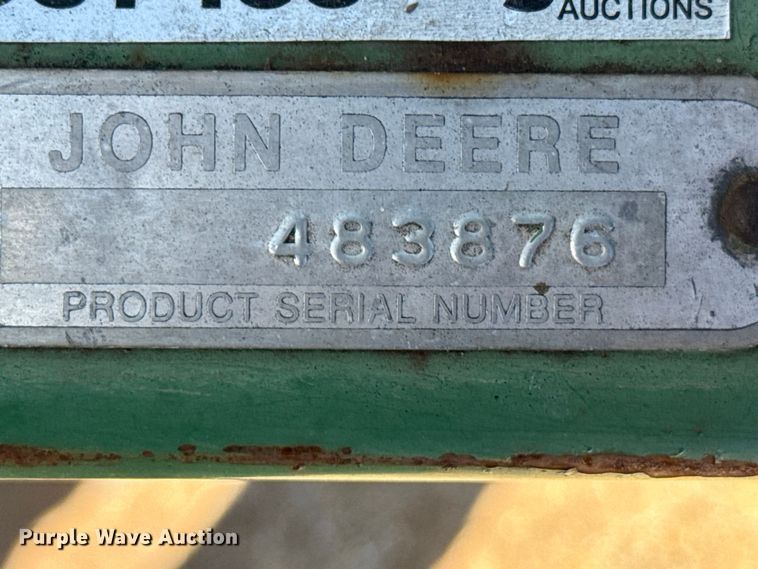 AUCTIONS
JOHN DEERE
483876
PRODUCT SERIAL NUMBER
Purple Wave Auction®